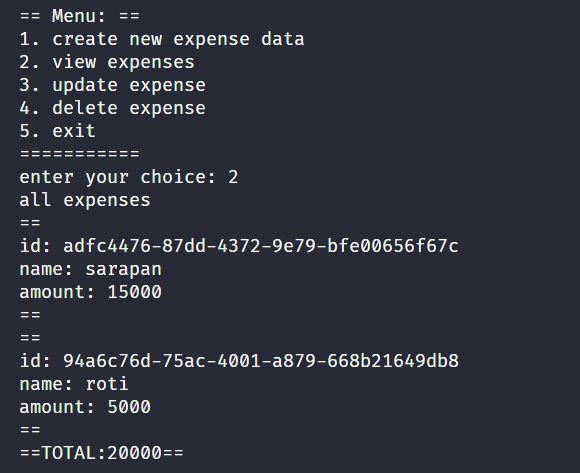 == Menu: ==
1. create new expense data
2. view expenses
3. update expense
4. delete expense
5. exit
===========
enter your choice: 2
all expenses
==
id: adfc4476-87dd-4372-9e79-bfe00656f67c
name: sarapan
amount: 15000
==
==
id: 94a6c76d-75ac-4001-a879-668b21649db8
name: roti
amount: 5000
==
==TOTAL:20000==